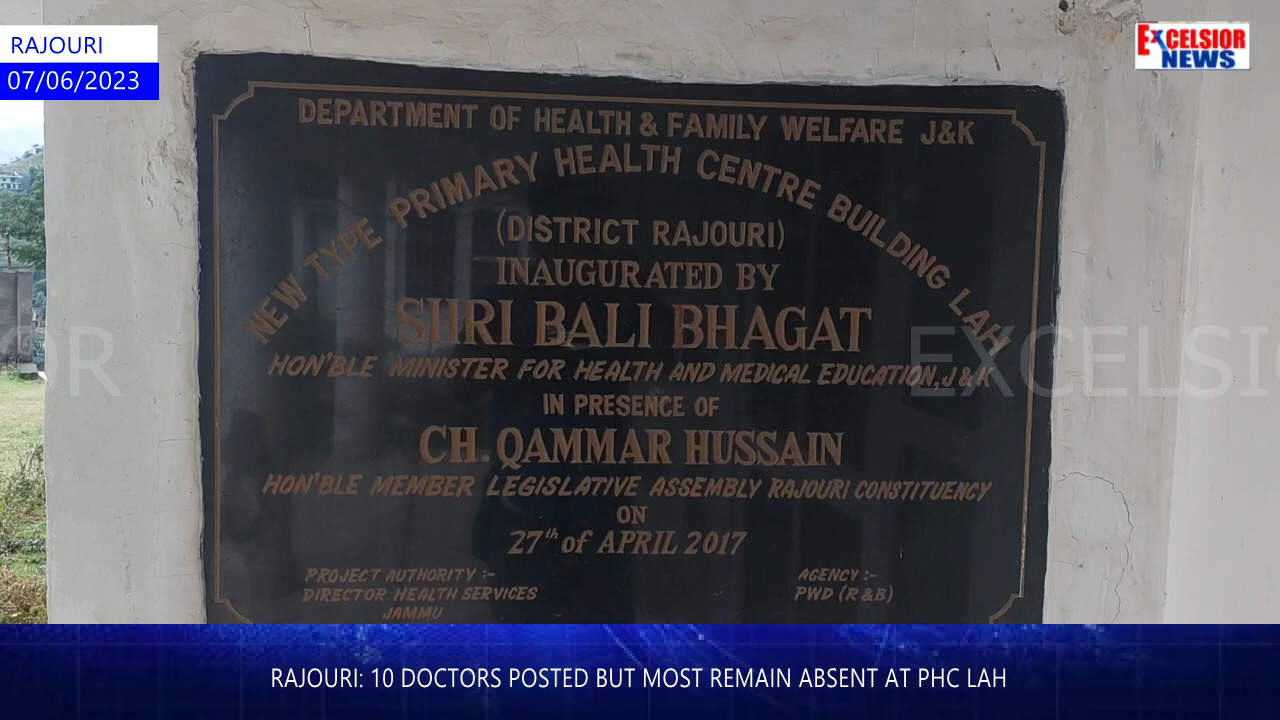 RAJOURI
07/06/2023
EXCELSIOR
NEWS
DEPARTMENT OF HEALTH & FAMILY WELFARE J&K
NEW TYPE PRIMARY HEALTH CENTRE BUILDING LAH
(DISTRICT RAJOURI)
INAUGURATED BY
SHRI BALI BHAGAT
OR EXCELSI
HON'BLE MINISTER FOR HEALTH AND MEDICAL EDUCATION, J&K
IN PRESENCE OF
CH. QAMMAR HUSSAIN
HON'BLE MEMBER LEGISLATIVE ASSEMBLY RAJOURI CONSTITUENCY
ON
27th of APRIL 2017
PROJECT AUTHORITY :-
DIRECTOR HEALTH SERVICES
JAMMU
AGENCY :-
PWD (R&B)
RAJOURI: 10 DOCTORS POSTED BUT MOST REMAIN ABSENT AT PHC LAH